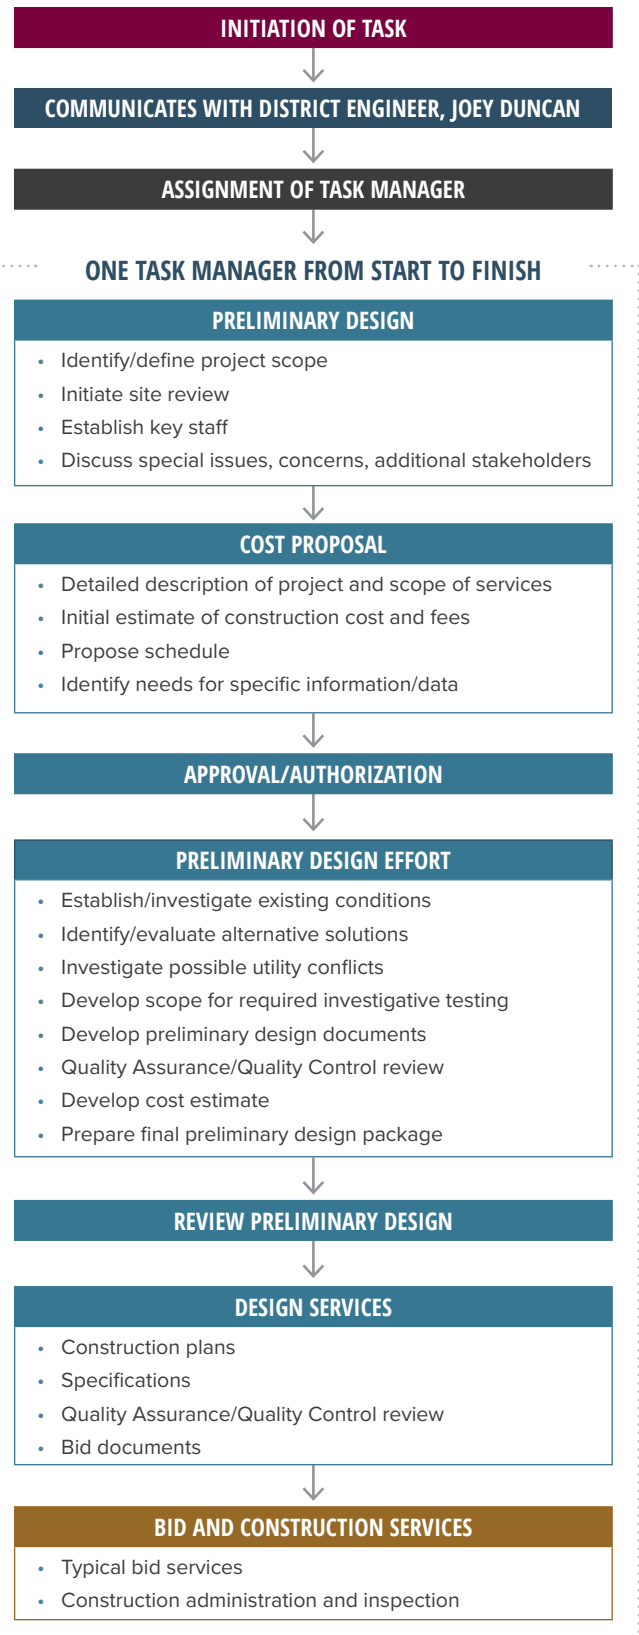 INITIATION OF TASK
COMMUNICATES WITH DISTRICT ENGINEER, JOEY DUNCAN
ASSIGNMENT OF TASK MANAGER
ONE TASK MANAGER FROM START TO FINISH
PRELIMINARY DESIGN
• Identify/define project scope
• Initiate site review
• Establish key staff
• Discuss special issues, concerns, additional stakeholders
COST PROPOSAL
• Detailed description of project and scope of services
• Initial estimate of construction cost and fees
• Propose schedule
• Identify needs for specific information/data
APPROVAL/AUTHORIZATION
PRELIMINARY DESIGN EFFORT
• Establish/investigate existing conditions
• Identify/evaluate alternative solutions
• Investigate possible utility conflicts
• Develop scope for required investigative testing
• Develop preliminary design documents
• Quality Assurance/Quality Control review
• Develop cost estimate
• Prepare final preliminary design package
REVIEW PRELIMINARY DESIGN
DESIGN SERVICES
• Construction plans
• Specifications
• Quality Assurance/Quality Control review
• Bid documents
BID AND CONSTRUCTION SERVICES
• Typical bid services
• Construction administration and inspection